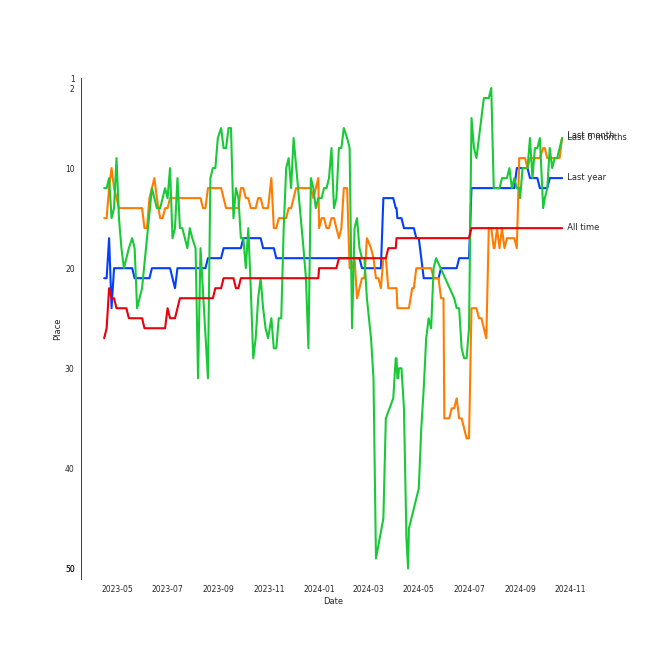 1
2
10
20
30
40
50
Place
2023-05
2023-07
2023-09
2023-11
2024-01
2024-03
2024-05
2024-07
2024-09
2024-11
Date
Last month
Last 6 months
Last year
All time